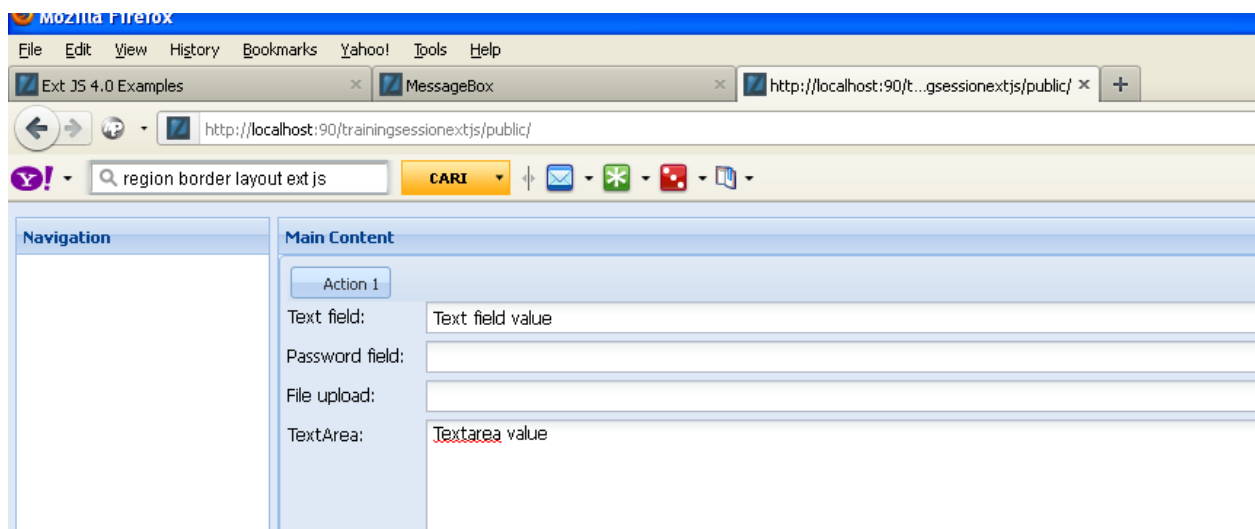 Mozilla Firefox
File Edit View History Bookmarks Yahoo! Tools Help
Ext JS 4.0 Examples × MessageBox × http://localhost:90/t...gsessionextjs/public/ × +
http://localhost:90/trainingsessionextjs/public/
Y! region border layout ext js CARI
Navigation
Main Content
Action 1
Text field: Text field value
Password field:
File upload:
TextArea: Textarea value